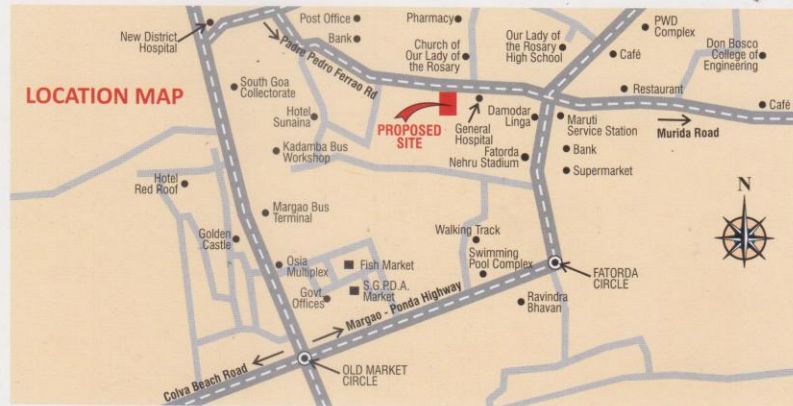 LOCATION MAP
New District
Hospital
Post Office
Bank
Padre Pedro Ferrao Rd
Pharmacy
Church of
Our Lady of
the Rosary
Our Lady of
the Rosary
High School
PWD
Complex
Café
Don Bosco
College of
Engineering
South Goa
Collectorate
Hotel
Sunaina
PROPOSED
SITE
General
Hospital
Damodar
Linga
Restaurant
Café
Maruti
Service Station
Murida Road
Kadamba Bus
Workshop
Fatorda
Nehru Stadium
Bank
Supermarket
Hotel
Red Roof
Margao Bus
Terminal
N
Golden
Castle
Walking Track
Osia
Multiplex
Fish Market
Swimming
Pool Complex
FATORDA
CIRCLE
Govt.
Offices
S.G.P.D.A.
Market
Margao - Ponda Highway
Ravindra
Bhavan
Colva Beach Road
OLD MARKET
CIRCLE